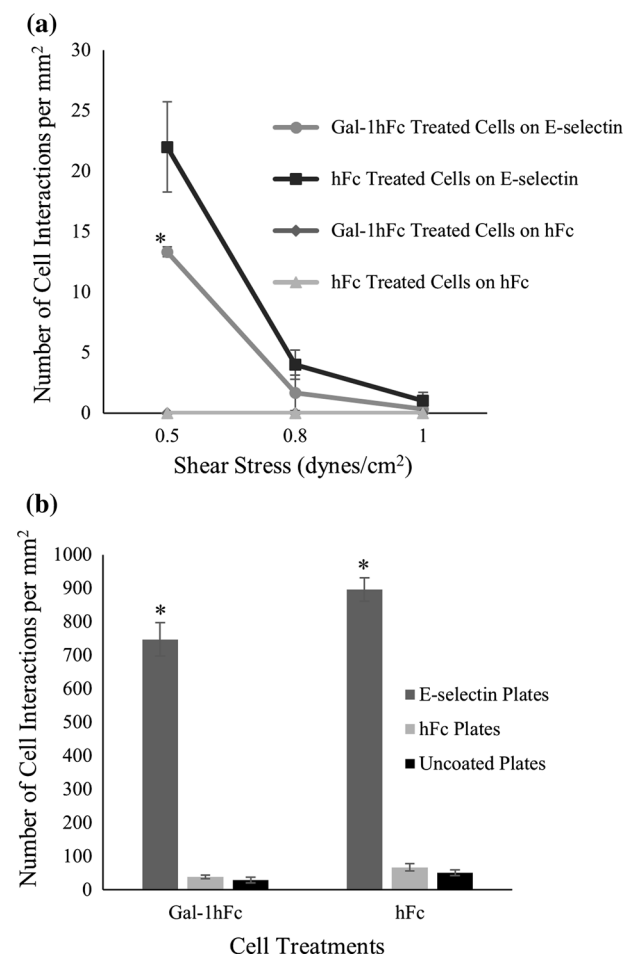 (a)
Number of Cell Interactions per mm²
30
25
20
15
10
5
0
*
0.5
0.8
1
Shear Stress (dynes/cm²)
Gal-1hFc Treated Cells on E-selectin
hFc Treated Cells on E-selectin
Gal-1hFc Treated Cells on hFc
hFc Treated Cells on hFc
(b)
Number of Cell Interactions per mm²
1000
900
800
700
600
500
400
300
200
100
0
*
*
Gal-1hFc
hFc
Cell Treatments
E-selectin Plates
hFc Plates
Uncoated Plates